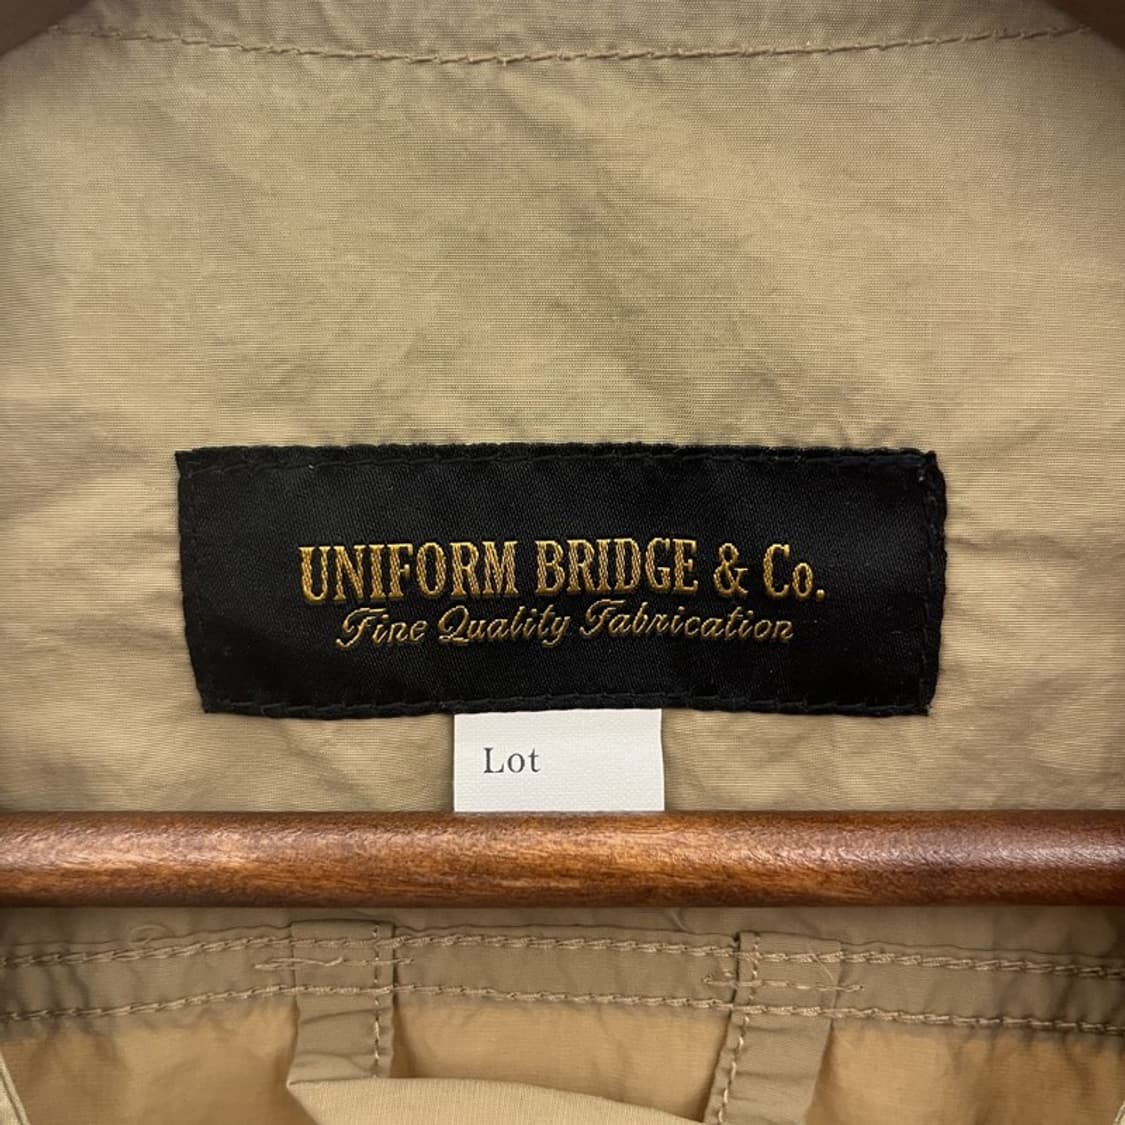 UNIFORM BRIDGE & Co.
Fine Quality Fabrication
Lot